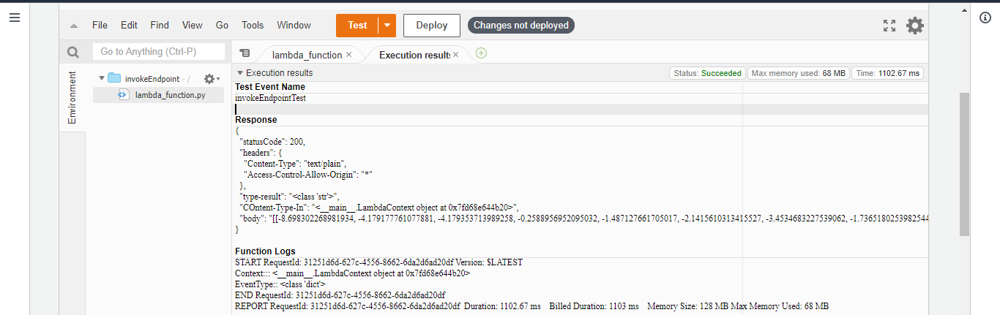 File Edit Find View Go Tools Window Test Deploy Changes not deployed
Go to Anything (Ctrl-P)
lambda_function × Execution results ×
Environment
invokeEndpoint - /
lambda_function.py
Execution results
Status: Succeeded Max memory used: 68 MB Time: 1102.67 ms
Test Event Name
invokeEndpointTest
Response
{
"statusCode": 200,
"headers": {
"Content-Type": "text/plain",
"Access-Control-Allow-Origin": "*"
},
"type-result": "<class 'str'>",
"COntent-Type-In": "<__main__.LambdaContext object at 0x7fd68e644b20>",
"body": "[[-8.698302268981934, -4.179177761077881, -4.179353713989258, -0.2588956952095032, -1.487127661705017, -2.1415610313415527, -3.4534683227539062, -1.7365180253982544
}
Function Logs
START RequestId: 31251d6d-627c-4556-8662-6da2d6ad20df Version: $LATEST
Context::: <__main__.LambdaContext object at 0x7fd68e644b20>
EventType:: <class 'dict'>
END RequestId: 31251d6d-627c-4556-8662-6da2d6ad20df
REPORT RequestId: 31251d6d-627c-4556-8662-6da2d6ad20df Duration: 1102.67 ms Billed Duration: 1103 ms Memory Size: 128 MB Max Memory Used: 68 MB